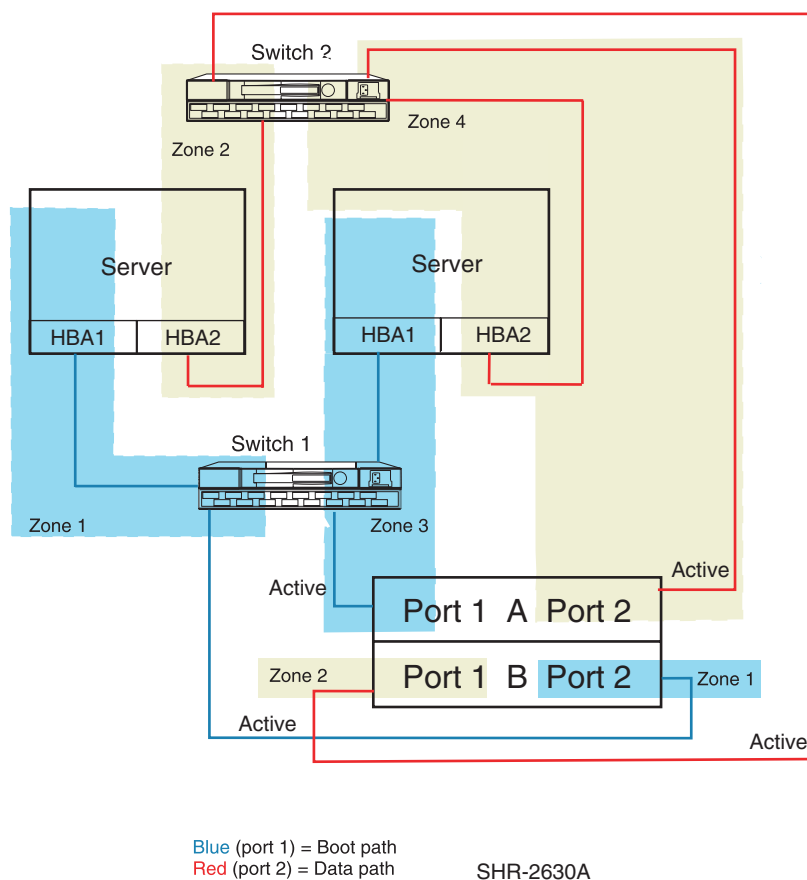 Switch 2
Zone 4
Zone 2
Server
Server
HBA1
HBA2
HBA1
HBA2
Switch 1
Zone 1
Zone 3
Active
Active
Port 1 A Port 2
Zone 2
Port 1 B Port 2
Zone 1
Active
Active
Blue (port 1) = Boot path
Red (port 2) = Data path
SHR-2630A